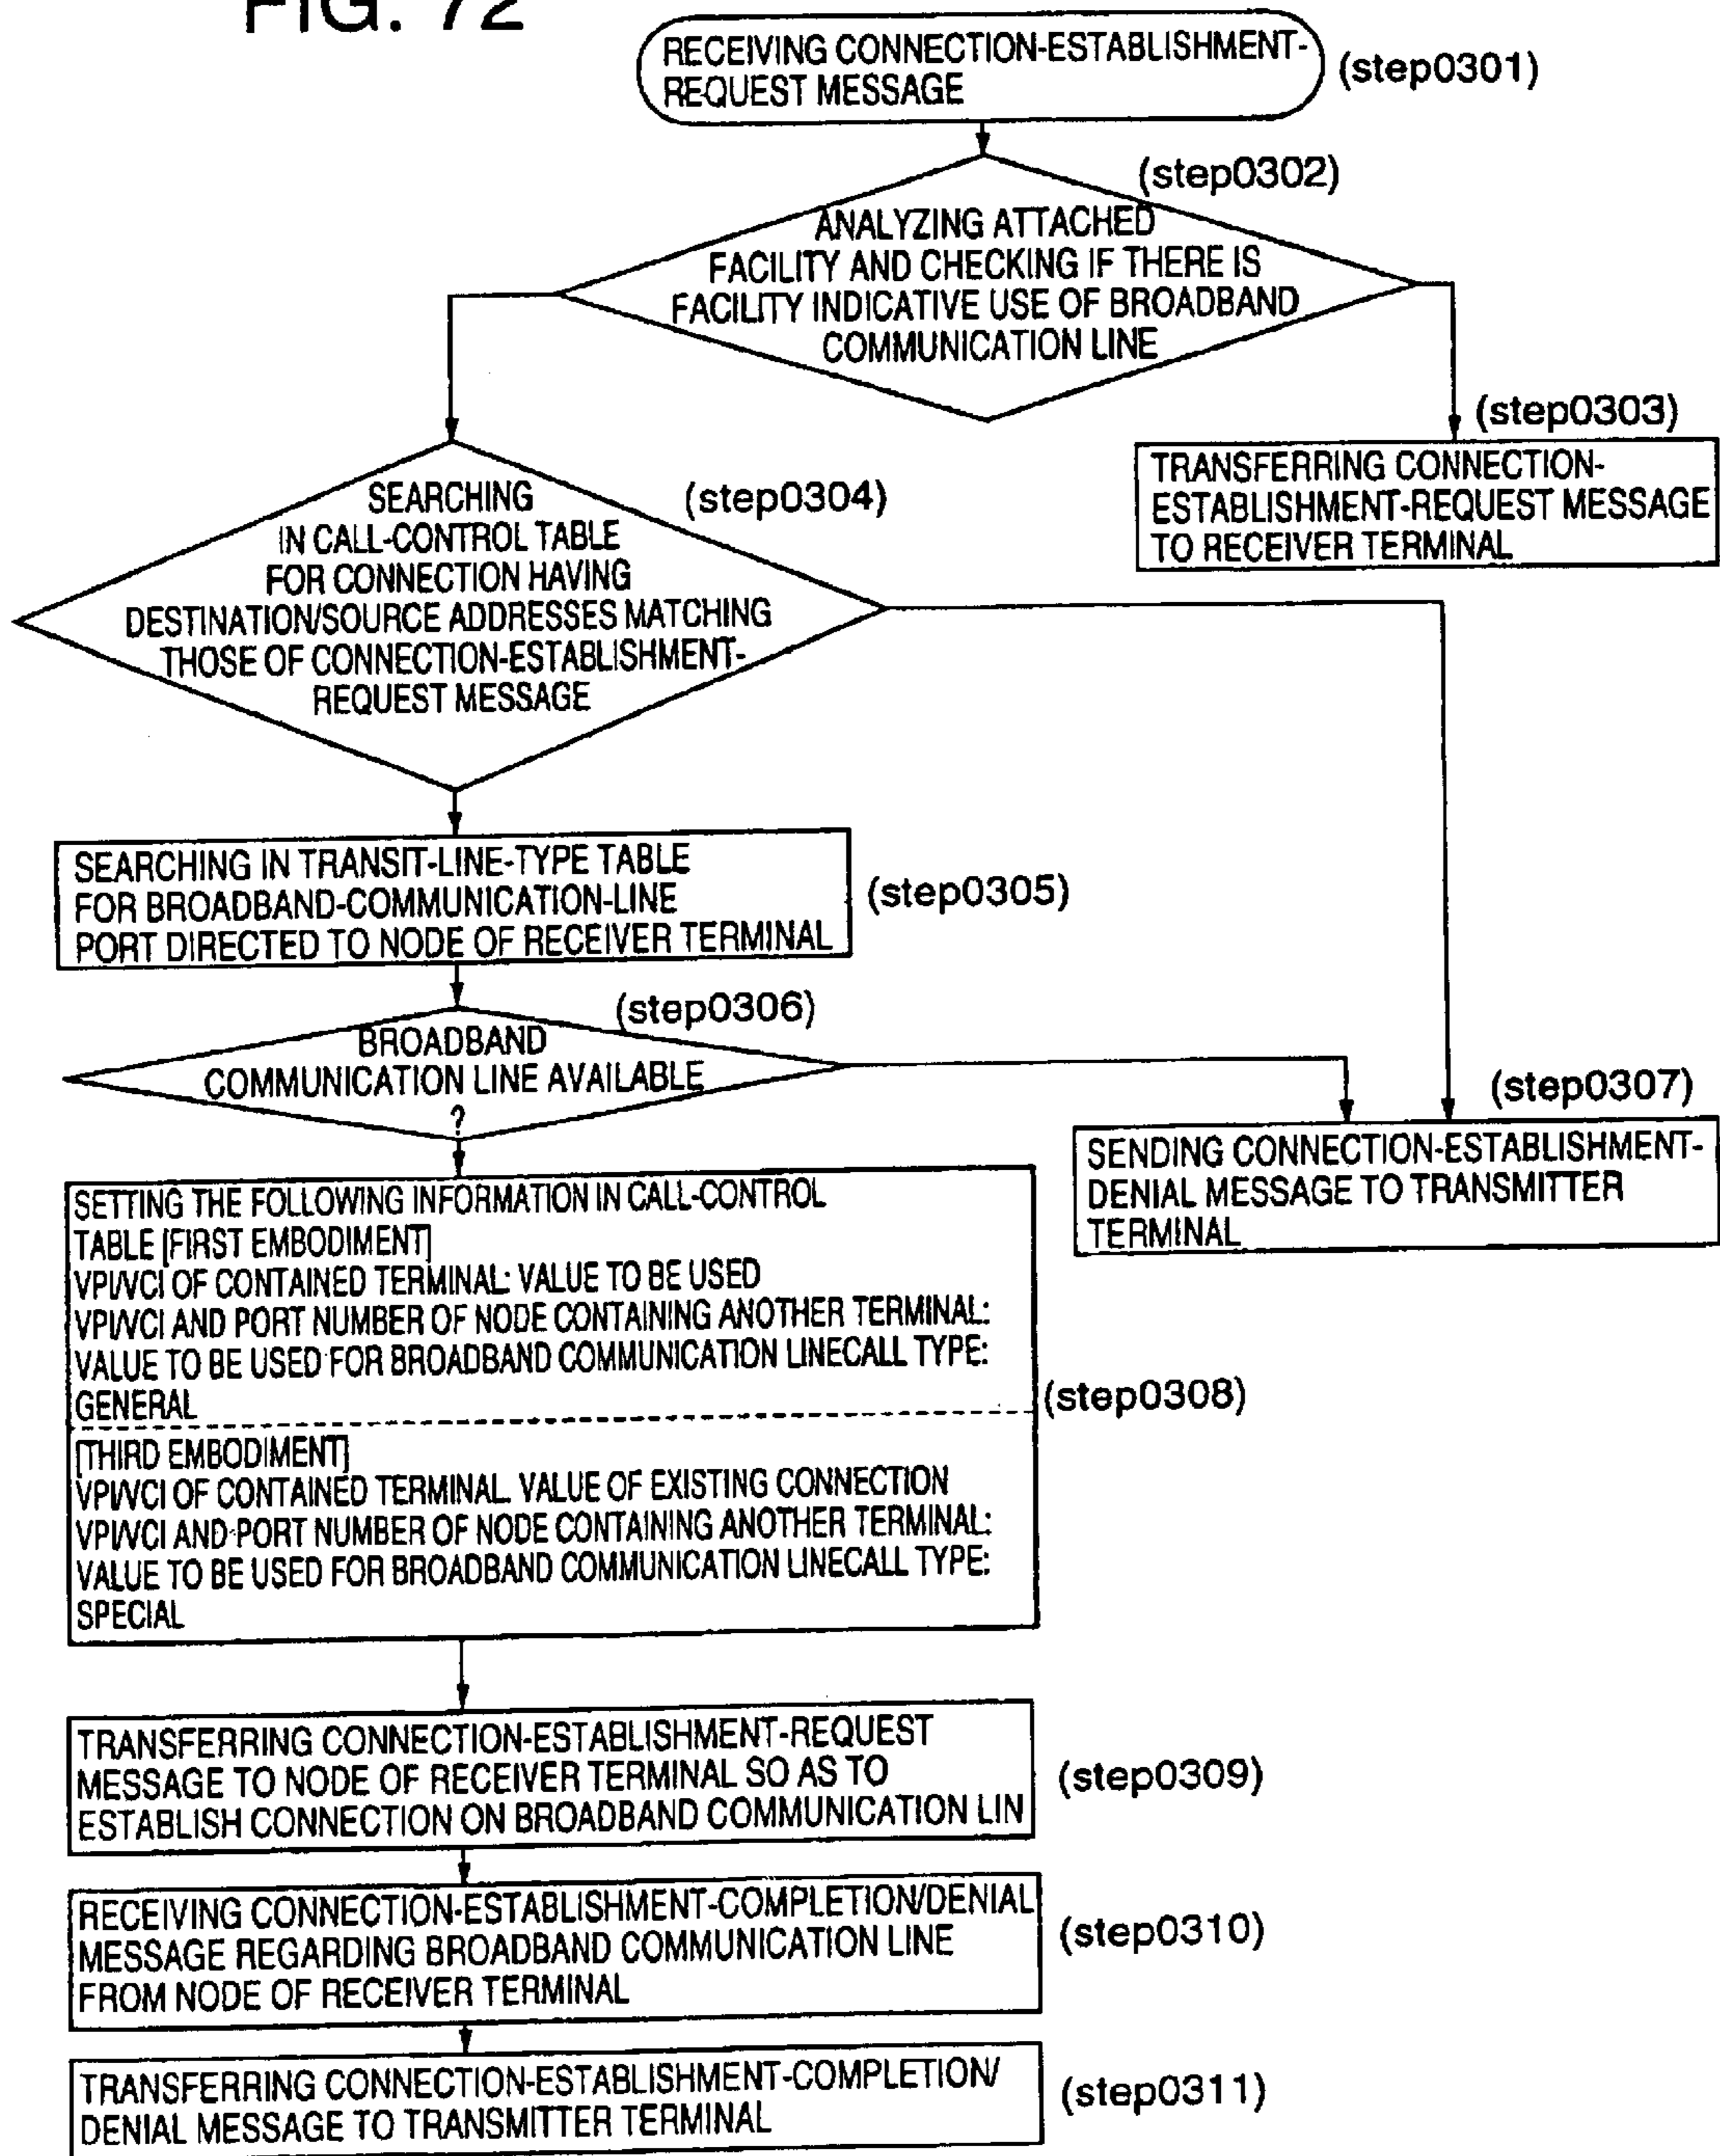 FIG. 72
RECEIVING CONNECTION-ESTABLISHMENT-
REQUEST MESSAGE
(step0301)
(step0302)
ANALYZING ATTACHED
FACILITY AND CHECKING IF THERE IS
FACILITY INDICATIVE USE OF BROADBAND
COMMUNICATION LINE
(step0303)
TRANSFERRING CONNECTION-
ESTABLISHMENT-REQUEST MESSAGE
TO RECEIVER TERMINAL
(step0304)
SEARCHING
IN CALL-CONTROL TABLE
FOR CONNECTION HAVING
DESTINATION/SOURCE ADDRESSES MATCHING
THOSE OF CONNECTION-ESTABLISHMENT-
REQUEST MESSAGE
SEARCHING IN TRANSIT-LINE-TYPE TABLE
FOR BROADBAND-COMMUNICATION-LINE
PORT DIRECTED TO NODE OF RECEIVER TERMINAL
(step0305)
(step0306)
BROADBAND
COMMUNICATION LINE AVAILABLE
?
(step0307)
SENDING CONNECTION-ESTABLISHMENT-
DENIAL MESSAGE TO TRANSMITTER
TERMINAL
SETTING THE FOLLOWING INFORMATION IN CALL-CONTROL
TABLE [FIRST EMBODIMENT]
VPI/VCI OF CONTAINED TERMINAL: VALUE TO BE USED
VPI/VCI AND PORT NUMBER OF NODE CONTAINING ANOTHER TERMINAL:
VALUE TO BE USED FOR BROADBAND COMMUNICATION LINECALL TYPE:
GENERAL
(step0308)
[THIRD EMBODIMENT]
VPI/VCI OF CONTAINED TERMINAL. VALUE OF EXISTING CONNECTION
VPI/VCI AND PORT NUMBER OF NODE CONTAINING ANOTHER TERMINAL:
VALUE TO BE USED FOR BROADBAND COMMUNICATION LINECALL TYPE:
SPECIAL
TRANSFERRING CONNECTION-ESTABLISHMENT-REQUEST
MESSAGE TO NODE OF RECEIVER TERMINAL SO AS TO
ESTABLISH CONNECTION ON BROADBAND COMMUNICATION LIN
(step0309)
RECEIVING CONNECTION-ESTABLISHMENT-COMPLETION/DENIAL
MESSAGE REGARDING BROADBAND COMMUNICATION LINE
FROM NODE OF RECEIVER TERMINAL
(step0310)
TRANSFERRING CONNECTION-ESTABLISHMENT-COMPLETION/
DENIAL MESSAGE TO TRANSMITTER TERMINAL
(step0311)